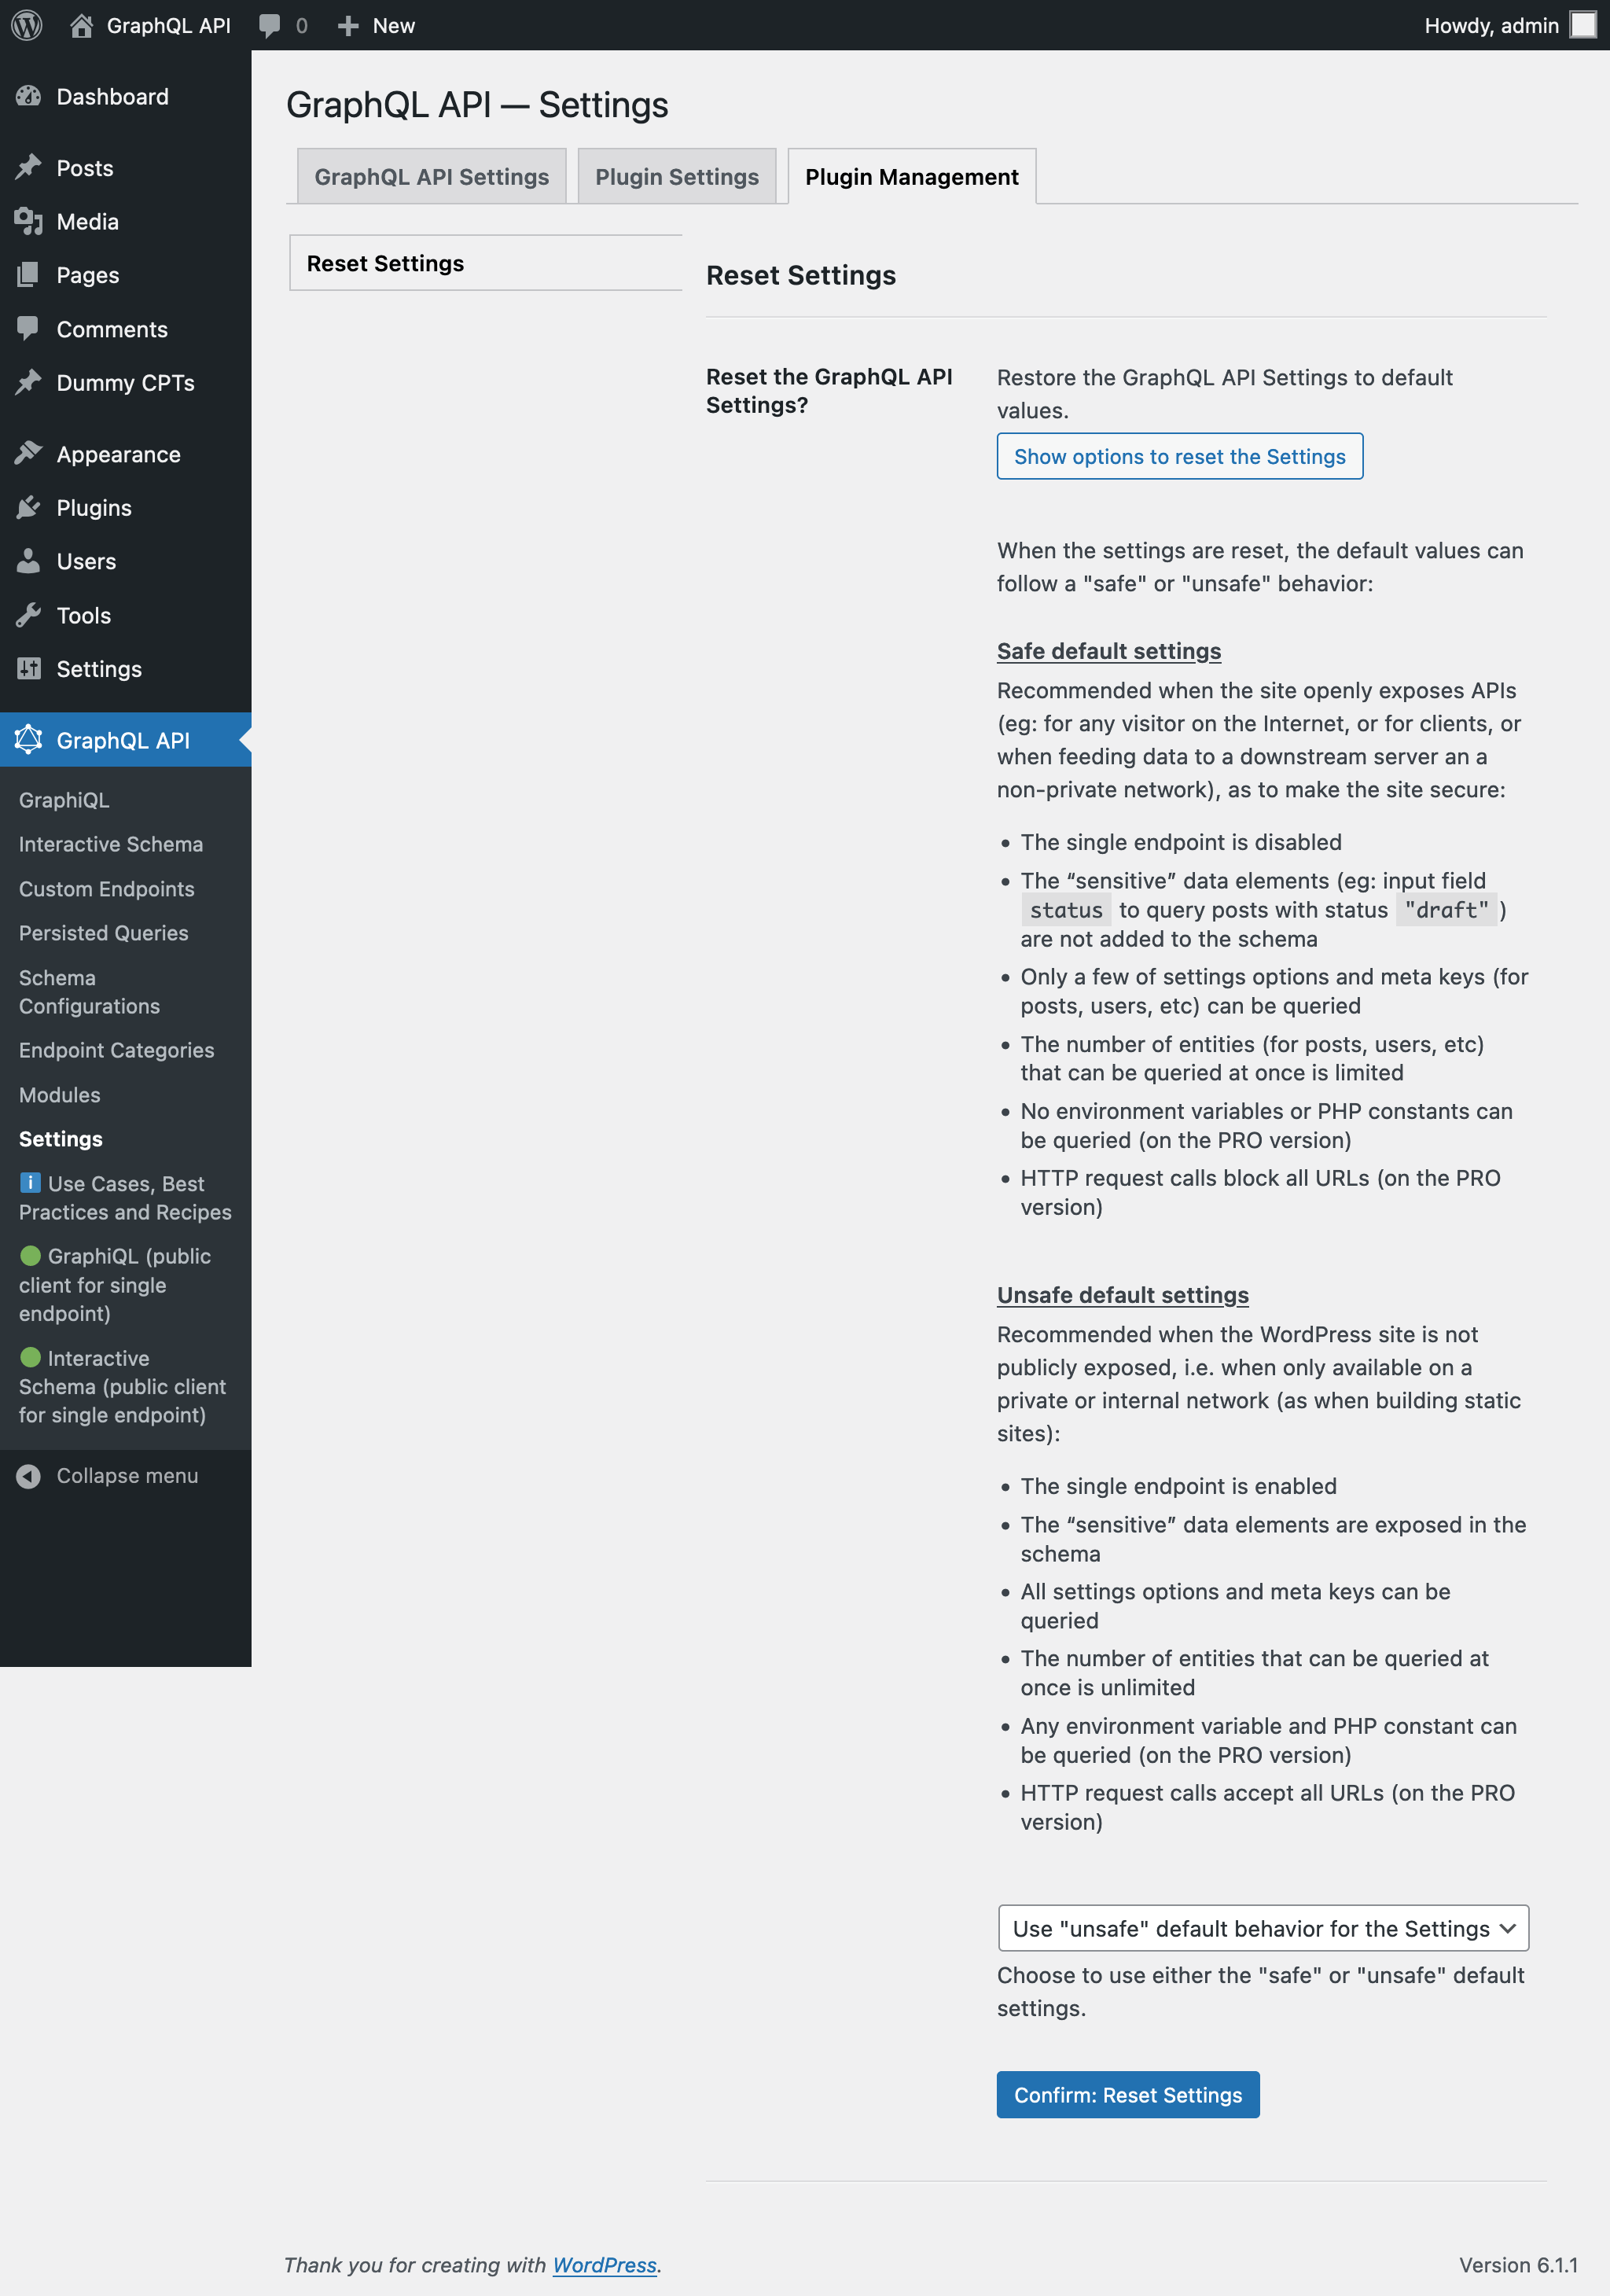 GraphQL API
0
New
Howdy, admin
Dashboard
Posts
Media
Pages
Comments
Dummy CPTs
Appearance
Plugins
Users
Tools
Settings
GraphQL API
GraphiQL
Interactive Schema
Custom Endpoints
Persisted Queries
Schema
Configurations
Endpoint Categories
Modules
Settings
i Use Cases, Best
Practices and Recipes
GraphiQL (public
client for single
endpoint)
Interactive
Schema (public client
for single endpoint)
Collapse menu
GraphQL API — Settings
GraphQL API Settings
Plugin Settings
Plugin Management
Reset Settings
Reset Settings
Reset the GraphQL API
Settings?
Restore the GraphQL API Settings to default
values.
Show options to reset the Settings
When the settings are reset, the default values can
follow a "safe" or "unsafe" behavior:
Safe default settings
Recommended when the site openly exposes APIs
(eg: for any visitor on the Internet, or for clients, or
when feeding data to a downstream server an a
non-private network), as to make the site secure:
• The single endpoint is disabled
• The “sensitive” data elements (eg: input field
status to query posts with status "draft" )
are not added to the schema
• Only a few of settings options and meta keys (for
posts, users, etc) can be queried
• The number of entities (for posts, users, etc)
that can be queried at once is limited
• No environment variables or PHP constants can
be queried (on the PRO version)
• HTTP request calls block all URLs (on the PRO
version)
Unsafe default settings
Recommended when the WordPress site is not
publicly exposed, i.e. when only available on a
private or internal network (as when building static
sites):
• The single endpoint is enabled
• The “sensitive” data elements are exposed in the
schema
• All settings options and meta keys can be
queried
• The number of entities that can be queried at
once is unlimited
• Any environment variable and PHP constant can
be queried (on the PRO version)
• HTTP request calls accept all URLs (on the PRO
version)
Use "unsafe" default behavior for the Settings
Choose to use either the "safe" or "unsafe" default
settings.
Confirm: Reset Settings
Thank you for creating with WordPress.
Version 6.1.1